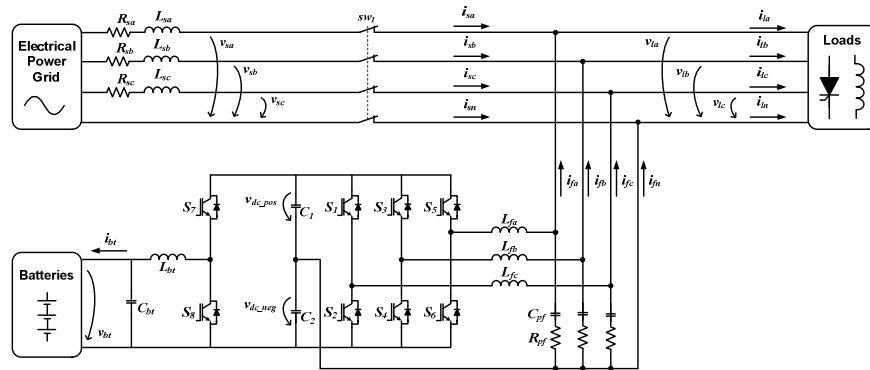 R_sa L_sa sw_1 i_sa i_la
Electrical Power Grid
R_sb L_sb v_sa i_sb v_la i_lb Loads
R_sc L_sc v_sb i_sc v_lb i_lc
v_sc i_sn v_lc i_ln
i_fa i_fb i_fc i_fn
S_7 v_dc_pos C_1 S_1 S_3 S_5
L_fa
i_bt L_fb
Batteries L_bt L_fc
v_bt C_bt S_8 v_dc_neg C_2 S_2 S_4 S_6 C_pf
R_pf